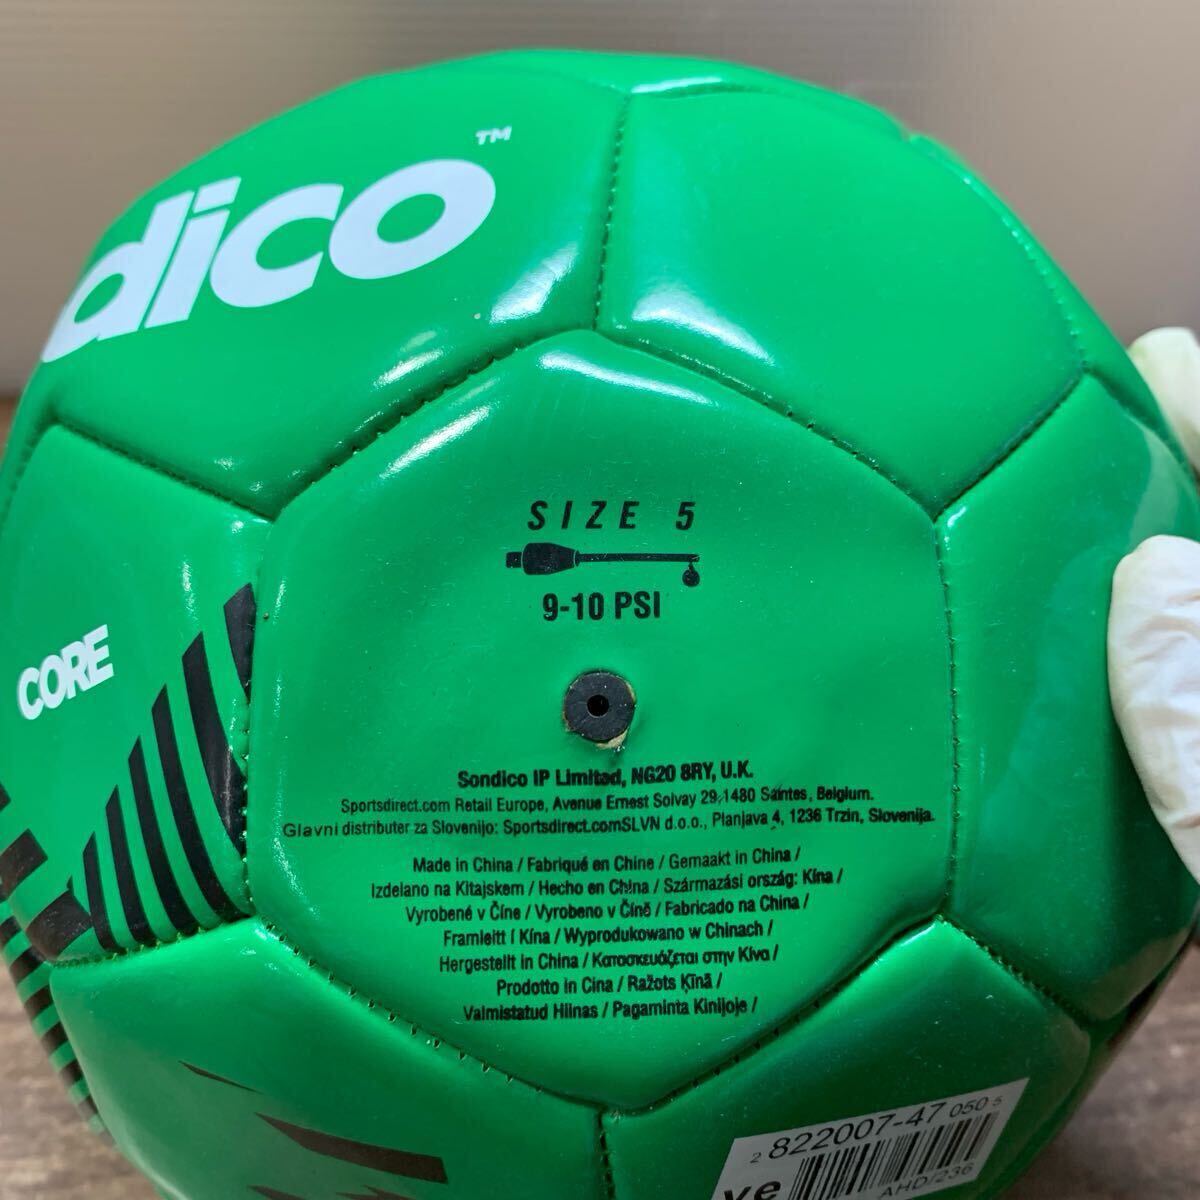 dico™
CORE
SIZE 5
9-10 PSI
Sondico IP Limited, NG20 8RY, U.K.
Sportsdirect.com Retail Europe, Avenue Ernest Solvay 29,1480 Saintes, Belgium.
Glavni distributer za Slovenijo: Sportsdirect.comSLVN d.o.o., Planjava 4, 1236 Trzin, Slovenija.
Made in China / Fabriqué en Chine / Gemaakt in China /
Izdelano na Kitajskem / Hecho en China / Származási ország: Kína /
Vyrobené v Číne / Vyrobeno v Číně / Fabricado na China /
Framleitt í Kína / Wyprodukowano w Chinach /
Hergestellt in China / Κατασκευάζεται στην Κίνα /
Prodotto in Cina / Ražots Ķīnā /
Valmistatud Hiinas / Pagaminta Kinijoje /
2 822007-47 050 5
AHD/236